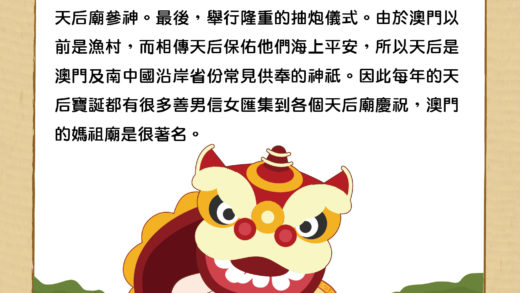 天后廟參神。最後，舉行隆重的抽炮儀式。由於澳門以
前是漁村，而相傳天后保佑他們海上平安，所以天后是
澳門及南中國沿岸省份常見供奉的神祇。因此每年的天
后寶誕都有很多善男信女匯集到各個天后廟慶祝，澳門
的媽祖廟是很著名。